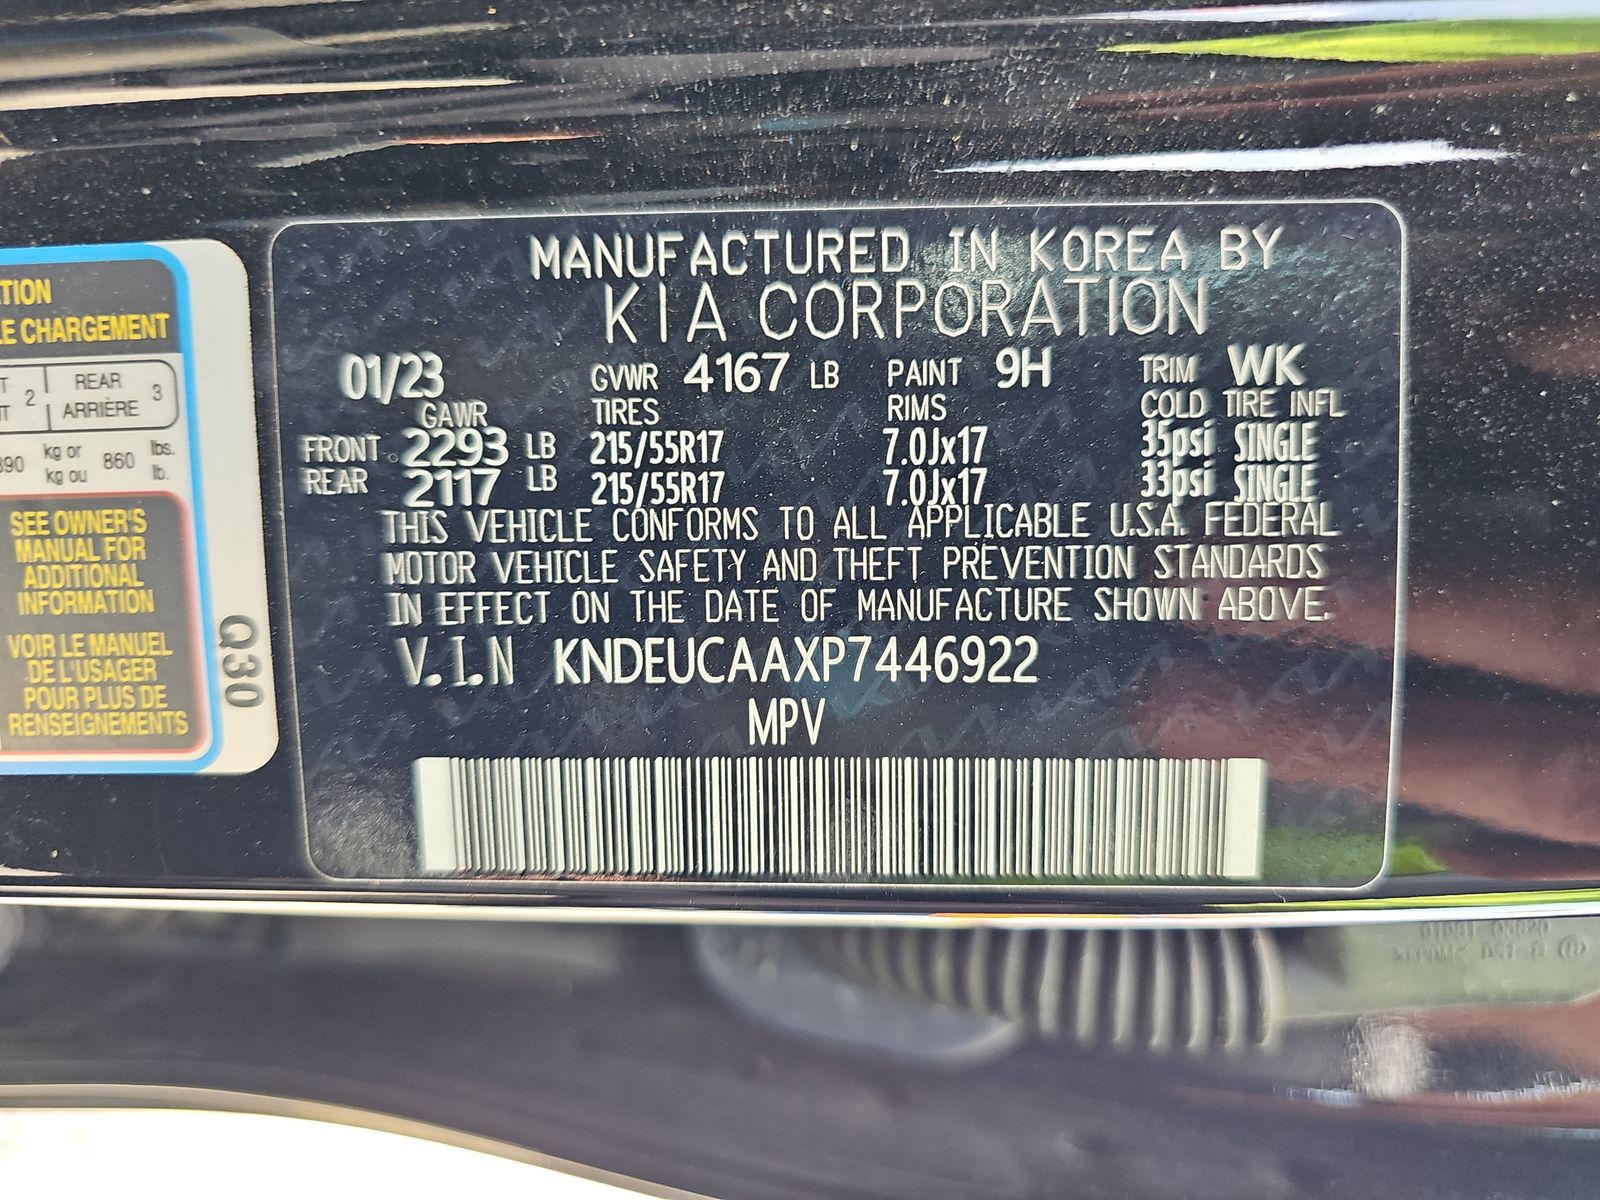 MANUFACTURED IN KOREA BY
KIA CORPORATION
01/23 GVWR 4167 LB PAINT 9H TRIM WK
GAWR TIRES RIMS COLD TIRE INFL
FRONT 2293 LB 215/55R17 7.0Jx17 35psi SINGLE
REAR 2117 LB 215/55R17 7.0Jx17 33psi SINGLE
THIS VEHICLE CONFORMS TO ALL APPLICABLE U.S.A. FEDERAL
MOTOR VEHICLE SAFETY AND THEFT PREVENTION STANDARDS
IN EFFECT ON THE DATE OF MANUFACTURE SHOWN ABOVE.
V.I.N KNDEUCAAXP7446922
MPV
TION
LE CHARGEMENT
T 2 REAR 3
T ARRIÈRE
390 kg or 860 lbs.
kg ou lb.
SEE OWNER'S
MANUAL FOR
ADDITIONAL
INFORMATION
VOIR LE MANUEL
DE L'USAGER
POUR PLUS DE
RENSEIGNEMENTS
Q30